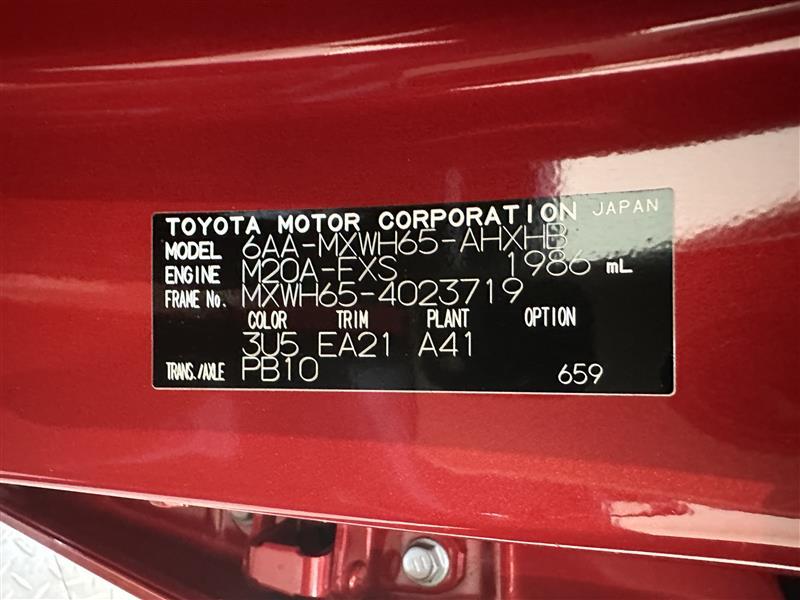 TOYOTA MOTOR CORPORATION JAPAN
MODEL 6AA-MXWH65-AHXHB
ENGINE M20A-FXS 1986 mL
FRAME No. MXWH65-4023719
COLOR TRIM PLANT OPTION
3U5 EA21 A41
TRANS./AXLE PB10 659